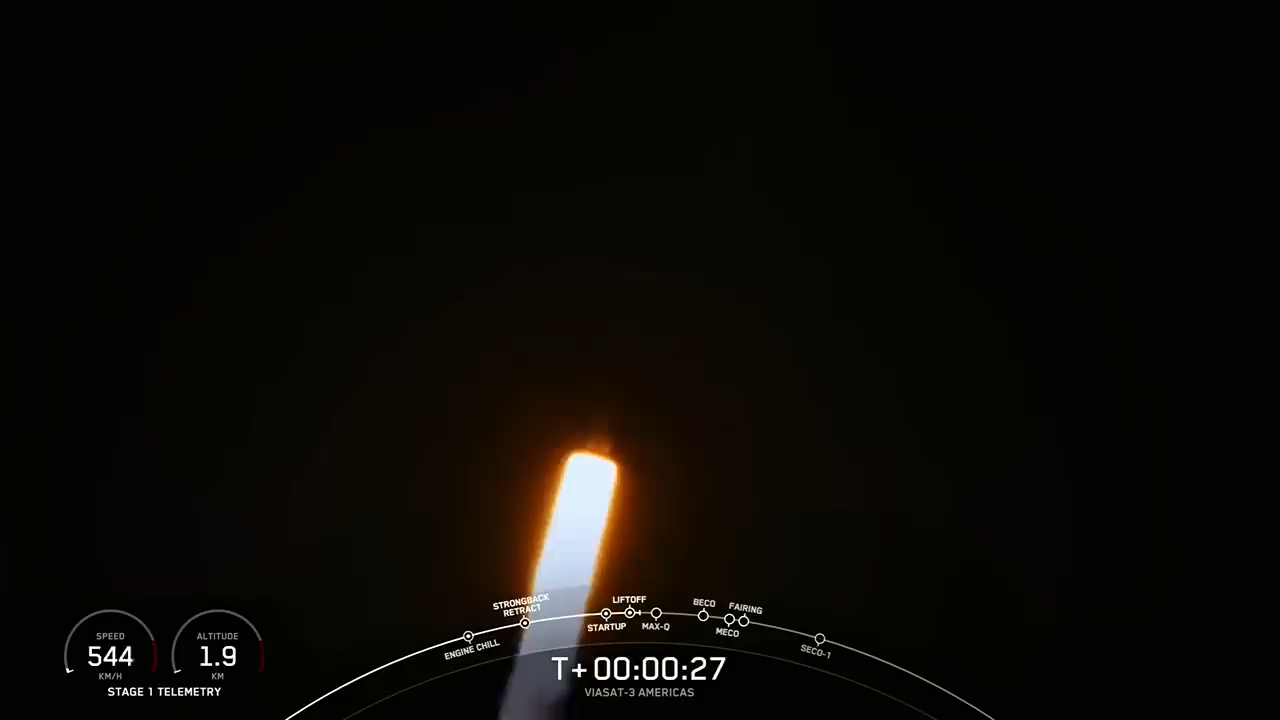 STRONGBACK
RETRACT
LIFTOFF
BECO
FAIRING
ENGINE CHILL
STARTUP
MAX-Q
MECO
SECO-1
SPEED
544
KM/H
ALTITUDE
1.9
KM
STAGE 1 TELEMETRY
T+00:00:27
VIASAT-3 AMERICAS